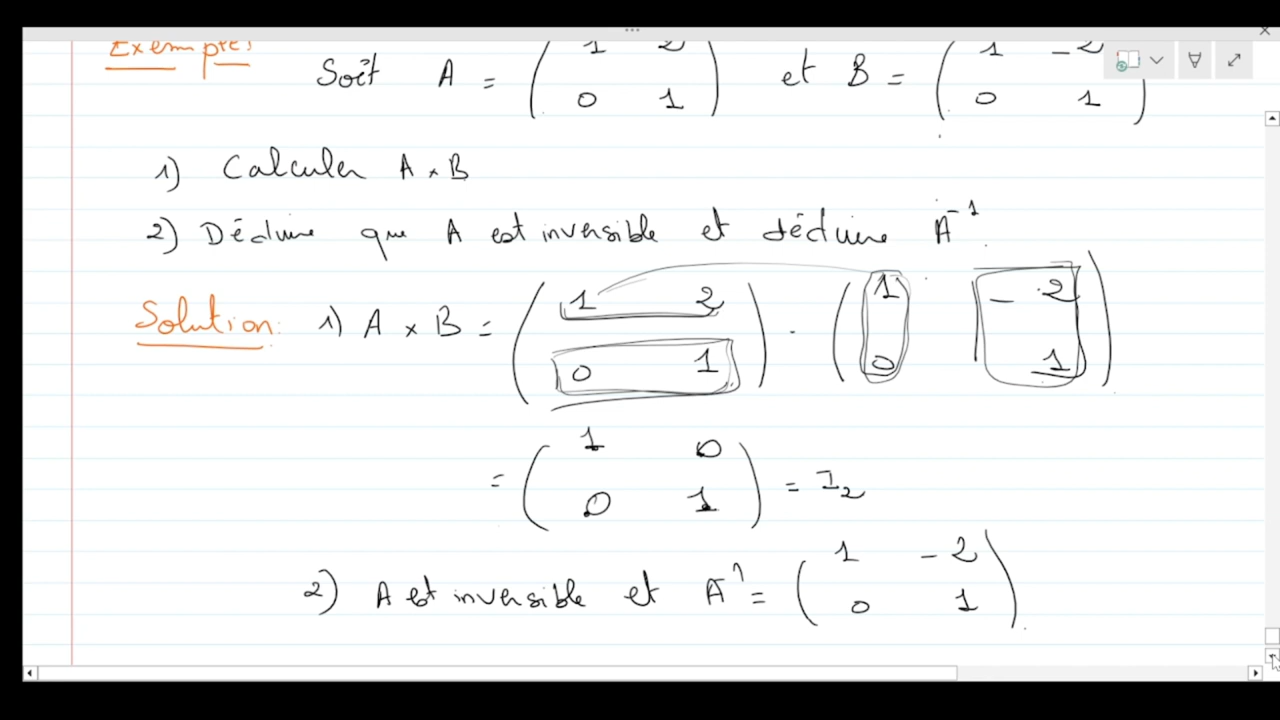 Exemple:
Soit A = ( 1 2 et B = ( 1 -2
0 1 ) 0 1 )
1) Calculer A × B
2) Déduire que A est inversible et déduire A⁻¹.
Solution: 1) A × B = ( 1 2 ) · ( 1 -2 )
0 1 0 1
= ( 1 0 ) = I₂
0 1
2) A est inversible et A⁻¹ = ( 1 -2 )
0 1